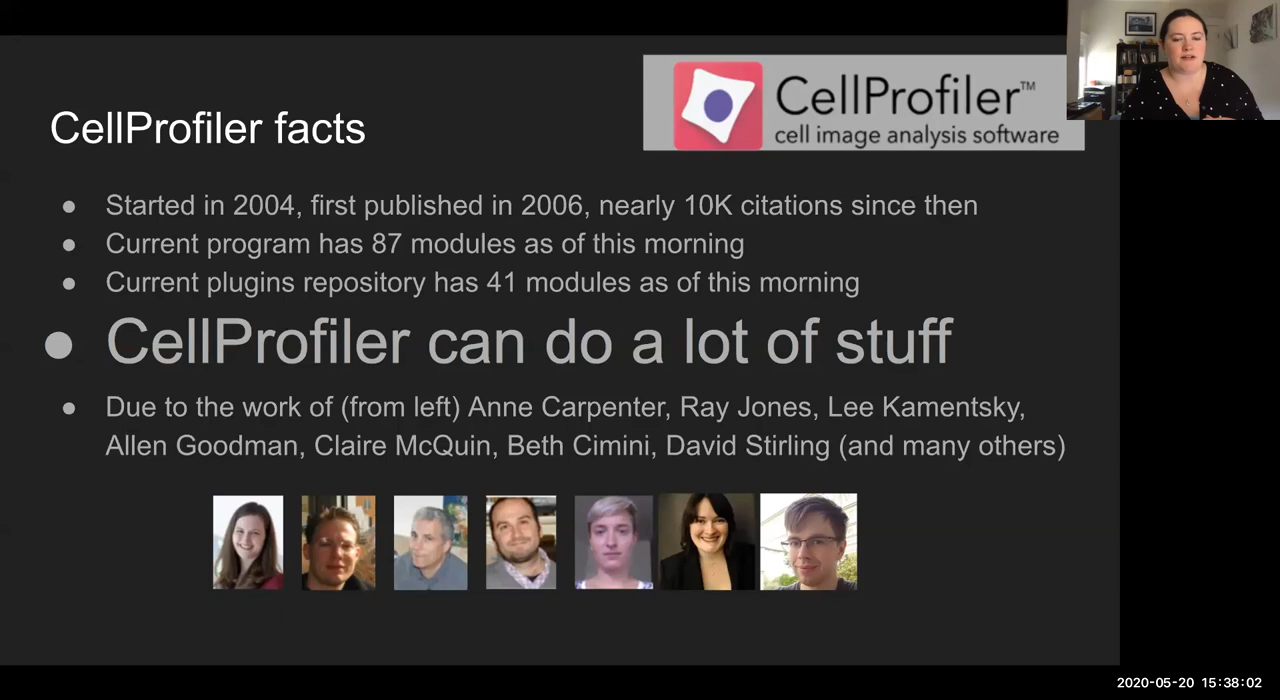 CellProfiler™
cell image analysis software
CellProfiler facts
● Started in 2004, first published in 2006, nearly 10K citations since then
● Current program has 87 modules as of this morning
● Current plugins repository has 41 modules as of this morning
● CellProfiler can do a lot of stuff
● Due to the work of (from left) Anne Carpenter, Ray Jones, Lee Kamentsky,
Allen Goodman, Claire McQuin, Beth Cimini, David Stirling (and many others)
2020-05-20 15:38:02